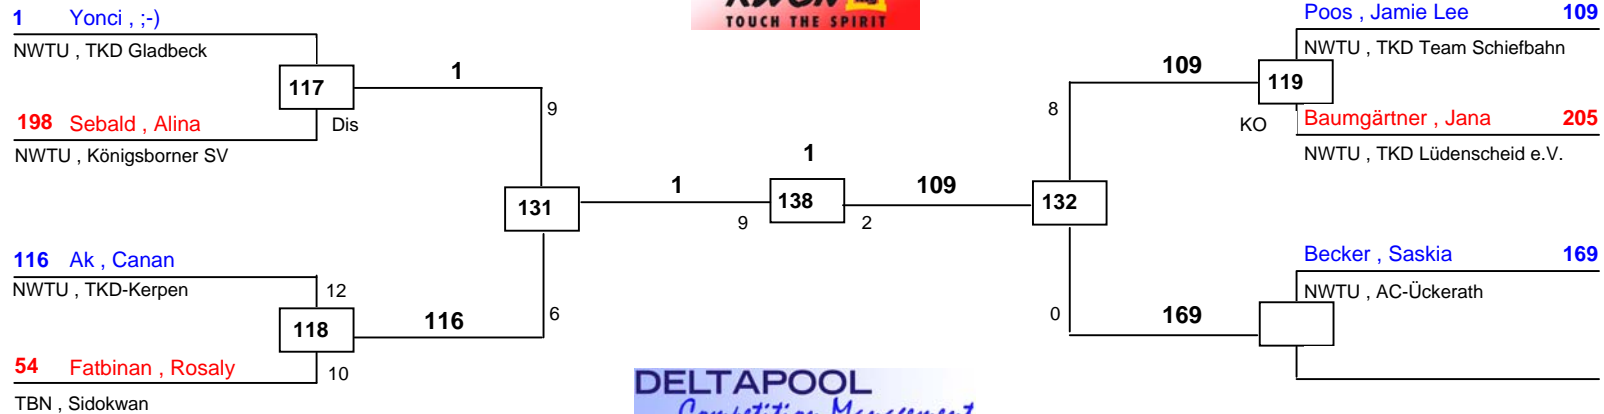 KWON
TOUCH THE SPIRIT
1 Yonci , ;-)
NWTU , TKD Gladbeck
117
1
9
198 Sebald , Alina
Dis
NWTU , Königsborner SV
131
1
9
1
138
2
109
132
116 Ak , Canan
NWTU , TKD-Kerpen
12
118
116
6
54 Fatbinan , Rosaly
10
TBN , Sidokwan
Poos , Jamie Lee 109
NWTU , TKD Team Schiefbahn
109
119
8
KO
Baumgärtner , Jana 205
NWTU , TKD Lüdenscheid e.V.
Becker , Saskia 169
NWTU , AC-Ückerath
0
169
DELTAPOOL
Competition Management